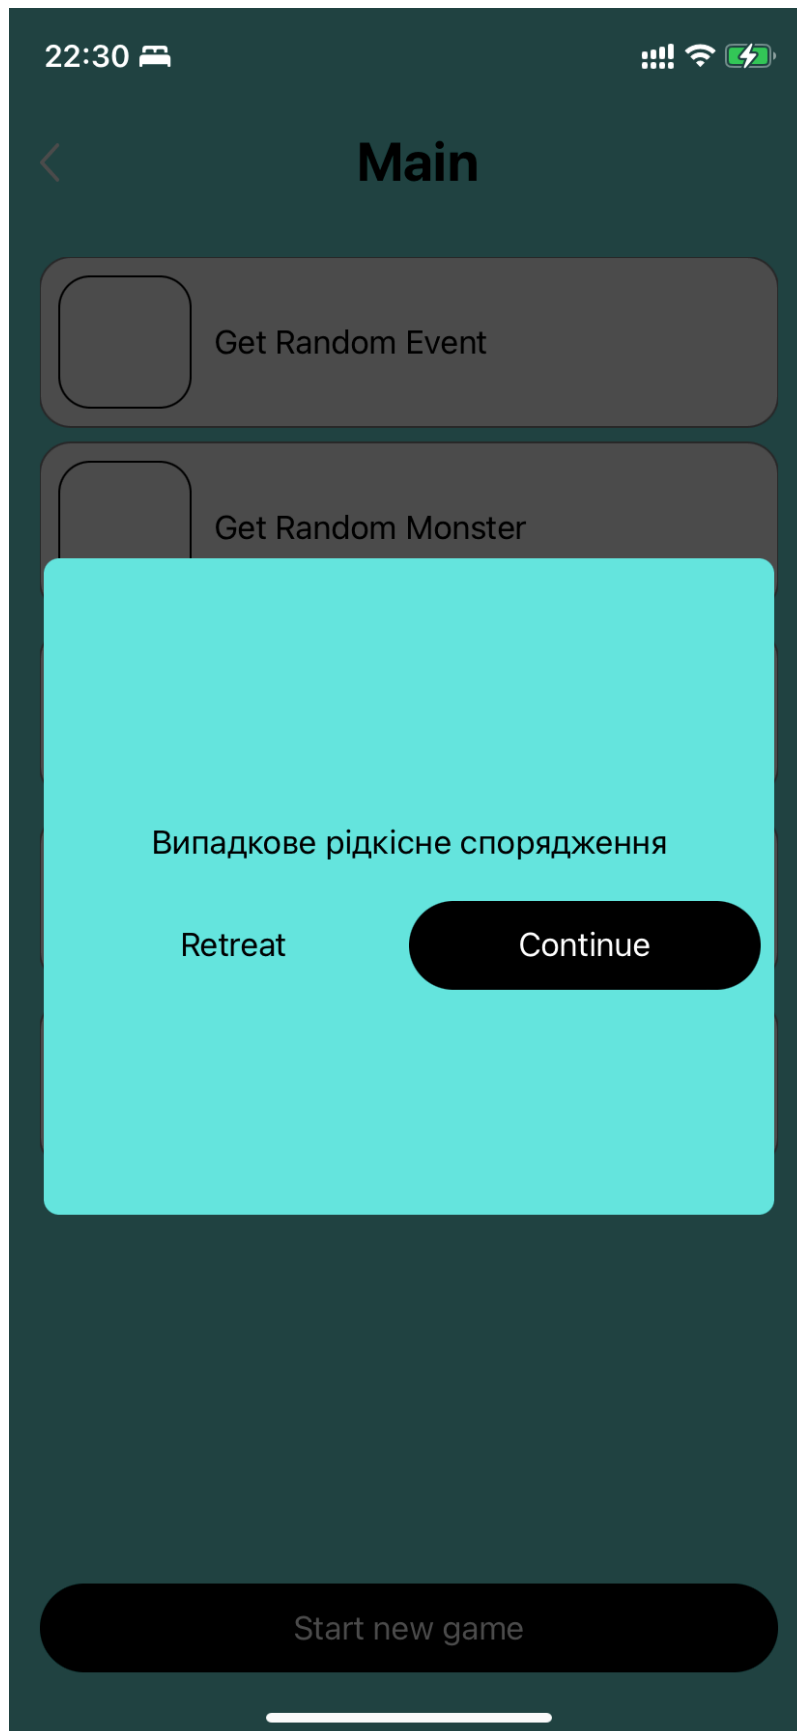 22:30
Main
Get Random Event
Get Random Monster
Випадкове рідкісне спорядження
Retreat
Continue
Start new game